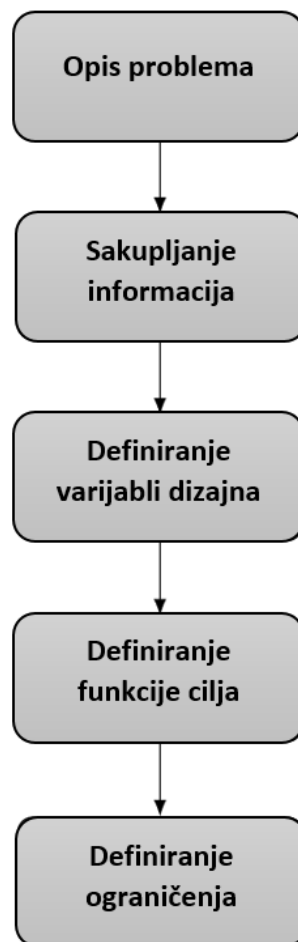 Opis problema
Sakupljanje
informacija
Definiranje
varijabli dizajna
Definiranje
funkcije cilja
Definiranje
ograničenja